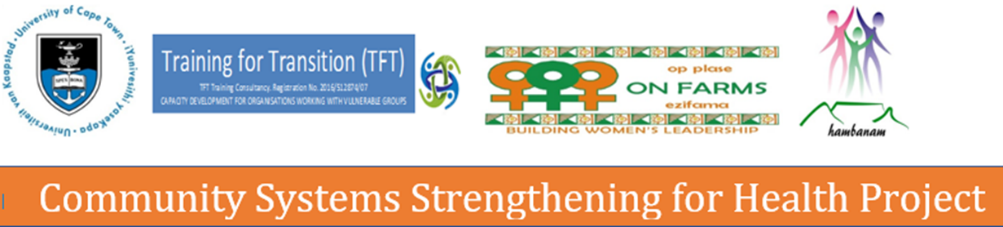 University of Cape Town · iYunivesithi yaseKapa · Universiteit van Kaapstad ·
Training for Transition (TFT)
TFT Training Consultancy. Registration No. 2016/512874/07
CAPACITY DEVELOPMENT FOR ORGANISATIONS WORKING WITH VULNERABLE GROUPS
op plase
ON FARMS
ezifama
BUILDING WOMEN'S LEADERSHIP
hambanam
Community Systems Strengthening for Health Project